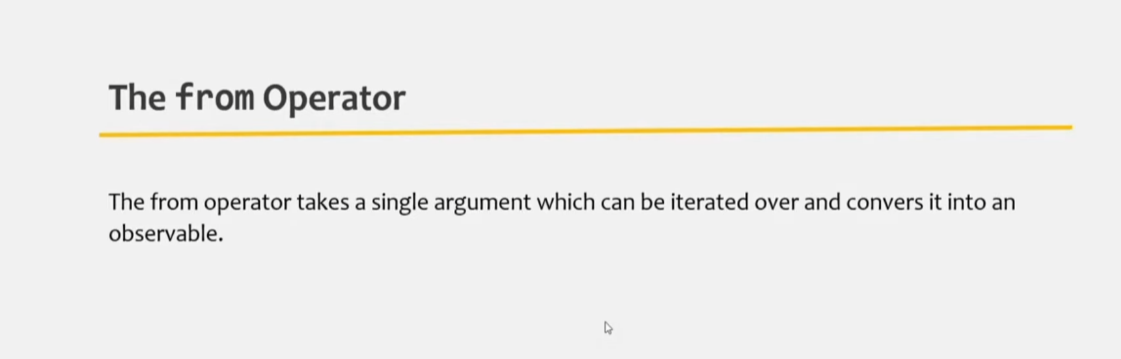 The from Operator
The from operator takes a single argument which can be iterated over and convers it into an
observable.